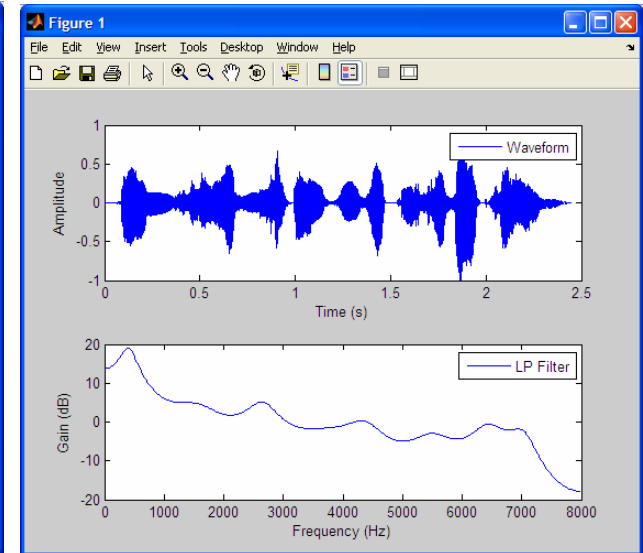 Figure 1
File Edit View Insert Tools Desktop Window Help
1
0.5
0
-0.5
-1
Amplitude
Waveform
0 0.5 1 1.5 2 2.5
Time (s)
20
10
0
-10
-20
Gain (dB)
LP Filter
0 1000 2000 3000 4000 5000 6000 7000 8000
Frequency (Hz)